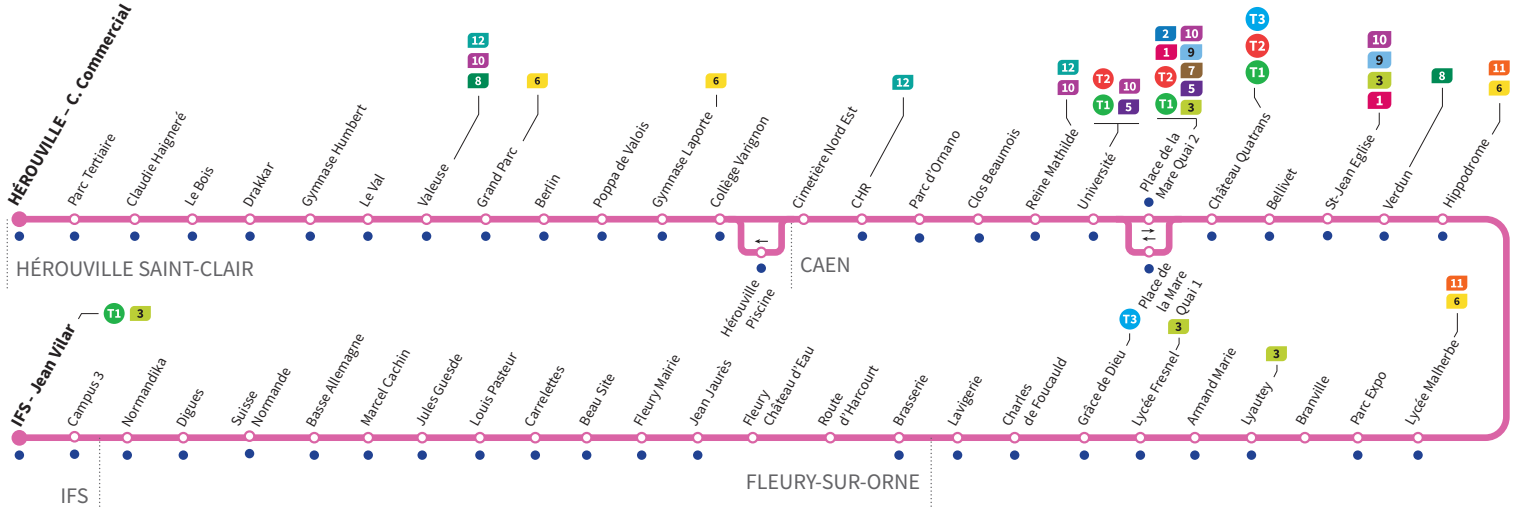 HÉROUVILLE – C. Commercial
Parc Tertiaire
Claudie Haigneré
Le Bois
Drakkar
Gymnase Humbert
Le Val
Valeuse
12
10
8
Grand Parc
6
Berlin
Poppa de Valois
Gymnase Laporte
6
Collège Varignon
Hérouville
Piscine
Cimetière Nord Est
CHR
12
Parc d'Ornano
Clos Beaumois
Reine Mathilde
12
10
Université
T2
10
T1
5
Place de la
Mare Quai 2
2
10
1
9
T2
7
5
T1
3
Place de
la Mare
Quai 1
Château Quatrans
T3
T2
T1
Bellivet
St-Jean Eglise
10
9
3
1
Verdun
8
Hippodrome
11
6
HÉROUVILLE SAINT-CLAIR
CAEN
IFS - Jean Vilar
T1
3
Campus 3
Normandika
Digues
Suisse
Normande
Basse Allemagne
Marcel Cachin
Jules Guesde
Louis Pasteur
Carrelettes
Beau Site
Fleury Mairie
Jean Jaurès
Fleury
Château d'Eau
Route
d'Harcourt
Brasserie
Lavigerie
Charles
de Foucauld
Grâce de Dieu
T3
Lycée Fresnel
3
Armand Marie
Lyautey
3
Branville
Parc Expo
Lycée Malherbe
11
6
IFS
FLEURY-SUR-ORNE